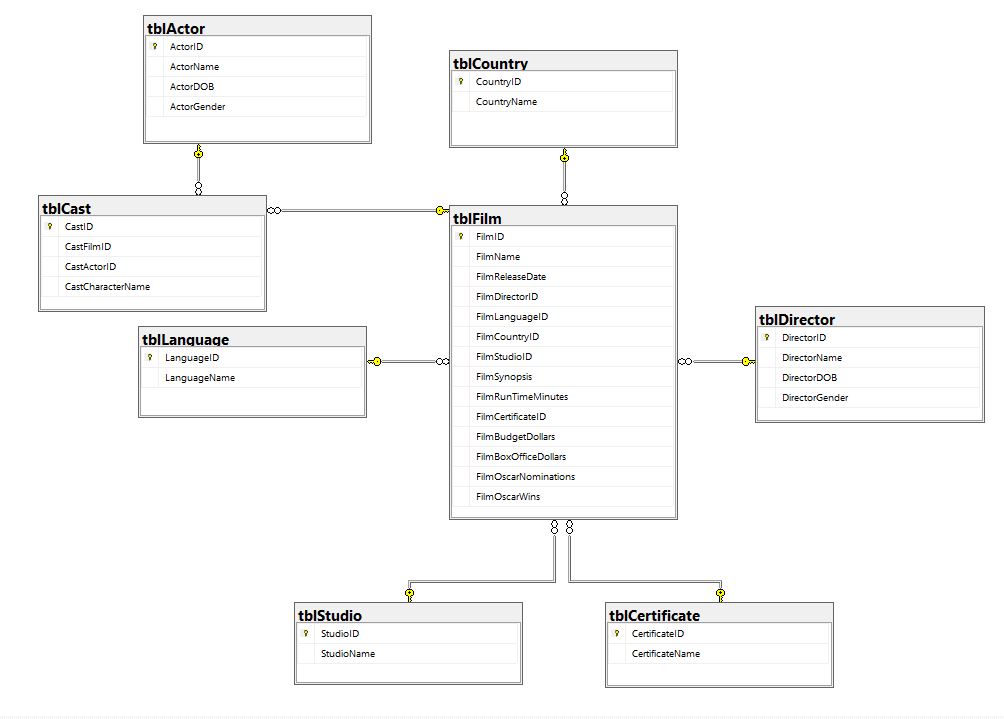 tblActor
ActorID
ActorName
ActorDOB
ActorGender
tblCountry
CountryID
CountryName
tblCast
CastID
CastFilmID
CastActorID
CastCharacterName
tblFilm
FilmID
FilmName
FilmReleaseDate
FilmDirectorID
FilmLanguageID
FilmCountryID
FilmStudioID
FilmSynopsis
FilmRunTimeMinutes
FilmCertificateID
FilmBudgetDollars
FilmBoxOfficeDollars
FilmOscarNominations
FilmOscarWins
tblLanguage
LanguageID
LanguageName
tblDirector
DirectorID
DirectorName
DirectorDOB
DirectorGender
tblStudio
StudioID
StudioName
tblCertificate
CertificateID
CertificateName